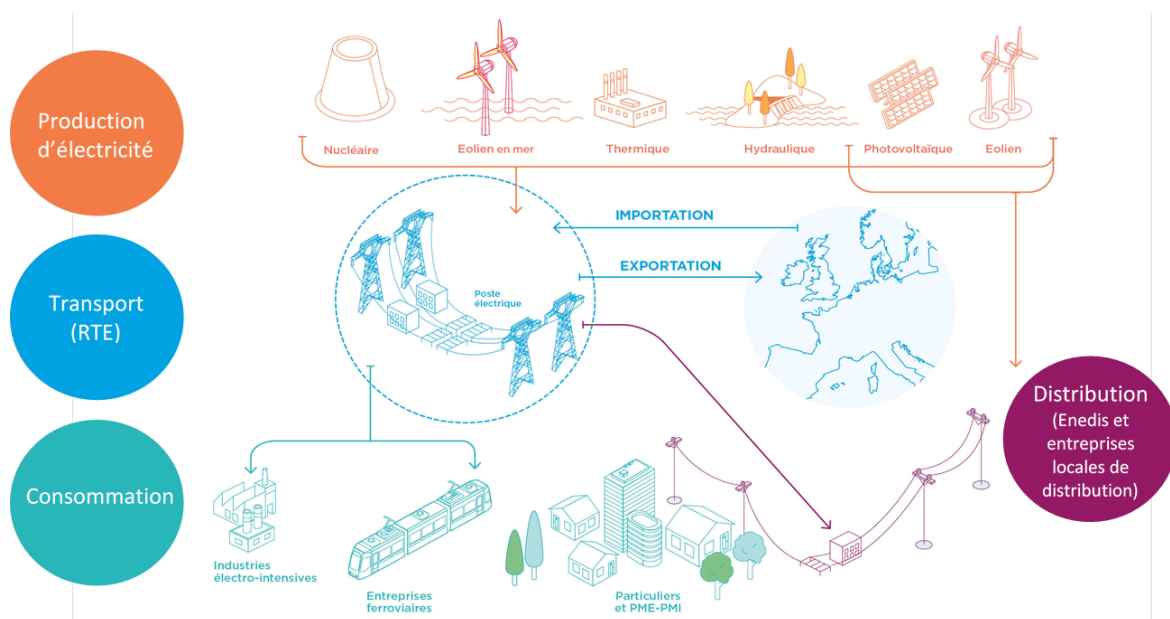 Production
d'électricité
Nucléaire
Eolien en mer
Thermique
Hydraulique
Photovoltaïque
Eolien
IMPORTATION
EXPORTATION
Poste
électrique
Transport
(RTE)
Distribution
(Enedis et
entreprises
locales de
distribution)
Consommation
Industries
électro-intensives
Entreprises
ferroviaires
Particuliers
et PME-PMI